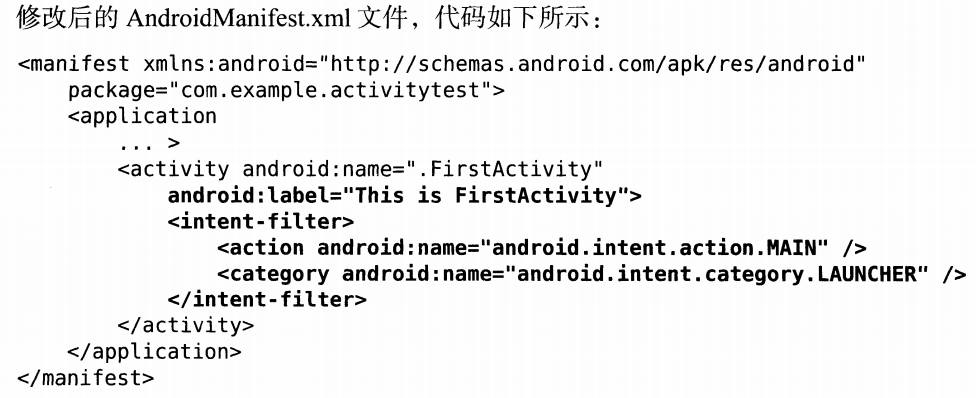 修改后的 AndroidManifest.xml 文件，代码如下所示：
<manifest xmlns:android="http://schemas.android.com/apk/res/android"
    package="com.example.activitytest">
    <application
        ... >
        <activity android:name=".FirstActivity"
            android:label="This is FirstActivity">
            <intent-filter>
                <action android:name="android.intent.action.MAIN" />
                <category android:name="android.intent.category.LAUNCHER" />
            </intent-filter>
        </activity>
    </application>
</manifest>